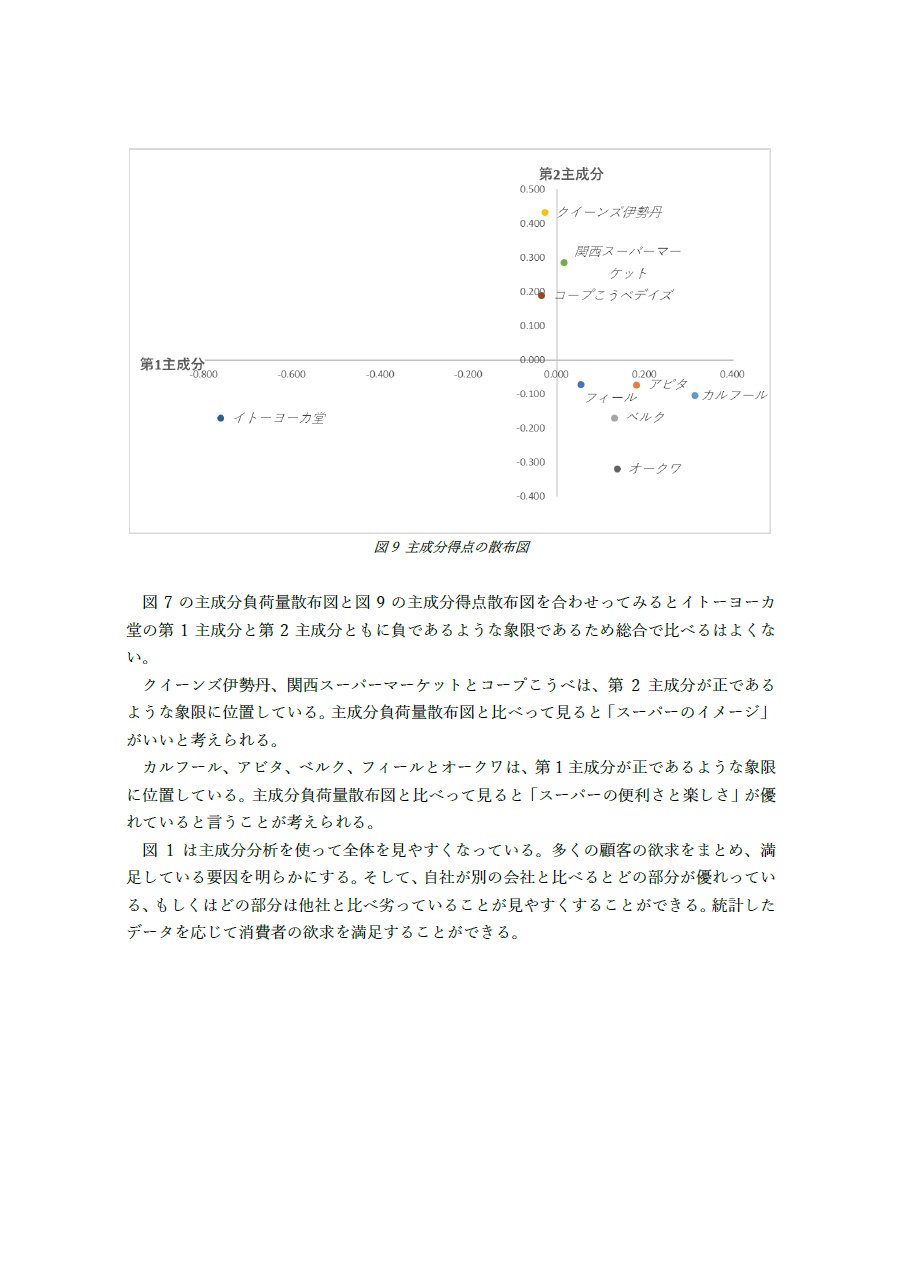 第2主成分
0.500
クイーンズ伊勢丹
0.400
0.300
関西スーパーマー
ケット
0.200
コープこうべデイズ
0.100
0.000
第1主成分
-0.800 -0.600 -0.400 -0.200 0.000 0.200 0.400
アピタ
-0.100
フィール
カルフール
イトーヨーカ堂
ベルク
-0.200
-0.300
オークワ
-0.400
図 9 主成分得点の散布図
図 7 の主成分負荷量散布図と図 9 の主成分得点散布図を合わせってみるとイトーヨーカ
堂の第 1 主成分と第 2 主成分ともに負であるような象限であるため総合で比べるはよくな
い。
クイーンズ伊勢丹、関西スーパーマーケットとコープこうべは、第 2 主成分が正である
ような象限に位置している。主成分負荷量散布図と比べって見ると「スーパーのイメージ」
がいいと考えられる。
カルフール、アピタ、ベルク、フィールとオークワは、第 1 主成分が正であるような象限
に位置している。主成分負荷量散布図と比べって見ると「スーパーの便利さと楽しさ」が優
れていると言うことが考えられる。
図 1 は主成分分析を使って全体を見やすくなっている。多くの顧客の欲求をまとめ、満
足している要因を明らかにする。そして、自社が別の会社と比べるとどの部分が優れってい
る、もしくはどの部分は他社と比べ劣っていることが見やすくすることができる。統計した
データを応じて消費者の欲求を満足することができる。